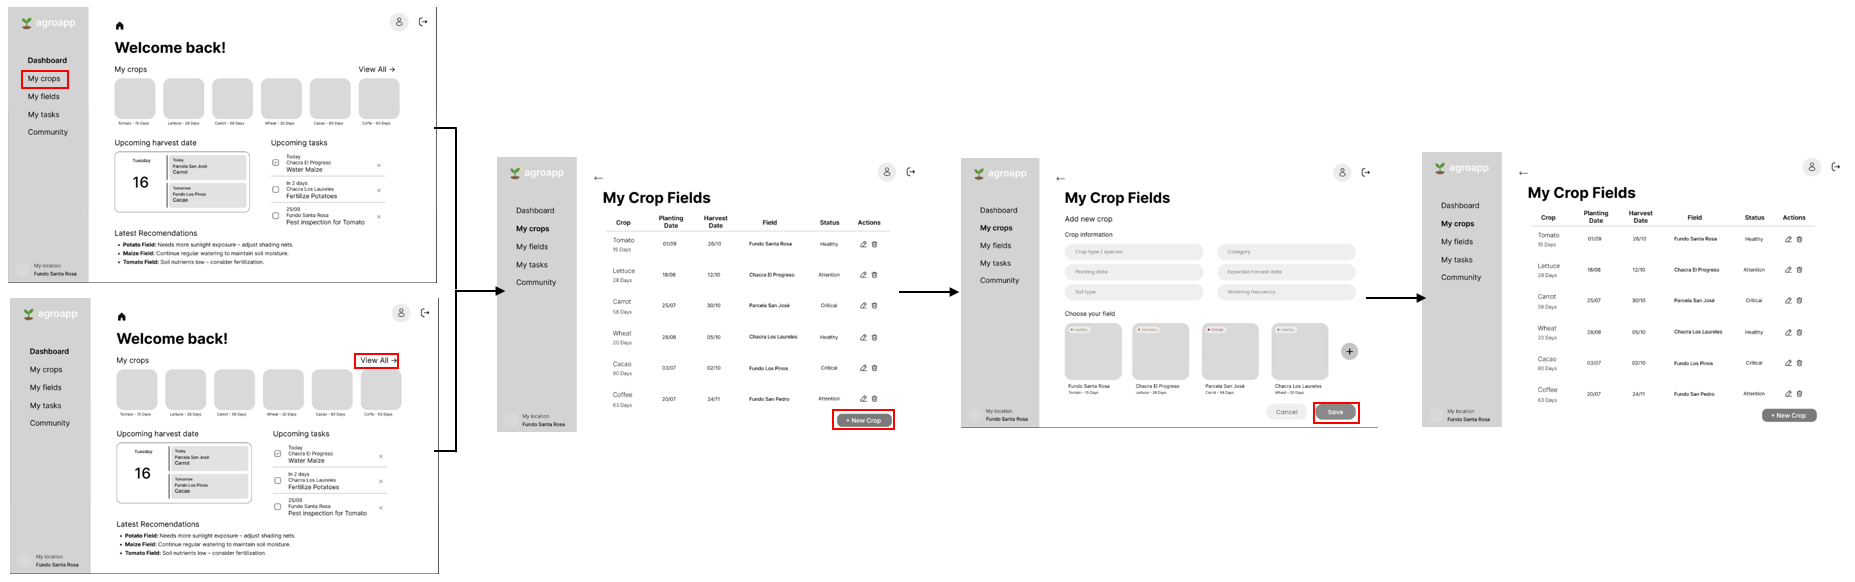 agroapp
Dashboard
My crops
My fields
My tasks
Community
My location
Fundo Santa Rosa
Welcome back!
My crops
View All →
Tomato - 15 Days
Lettuce - 28 Days
Carrot - 58 Days
Wheat - 20 Days
Cacao - 60 Days
Coffe - 63 Days
Upcoming harvest date
Tuesday
16
Today
Parcela San José
Carrot
Tomorrow
Fundo Los Pinos
Cacao
Upcoming tasks
Today
Chacra El Progreso
Water Maize
In 2 days
Chacra Los Laureles
Fertilize Potatoes
25/09
Fundo Santa Rosa
Pest inspection for Tomato
Latest Recomendations
• Potato Field: Needs more sunlight exposure – adjust shading nets.
• Maize Field: Continue regular watering to maintain soil moisture.
• Tomato Field: Soil nutrients low – consider fertilization.
agroapp
Dashboard
My crops
My fields
My tasks
Community
My location
Fundo Santa Rosa
Welcome back!
My crops
View All →
Tomato - 15 Days
Lettuce - 28 Days
Carrot - 58 Days
Wheat - 20 Days
Cacao - 60 Days
Coffe - 63 Days
Upcoming harvest date
Tuesday
16
Today
Parcela San José
Carrot
Tomorrow
Fundo Los Pinos
Cacao
Upcoming tasks
Today
Chacra El Progreso
Water Maize
In 2 days
Chacra Los Laureles
Fertilize Potatoes
25/09
Fundo Santa Rosa
Pest inspection for Tomato
Latest Recomendations
• Potato Field: Needs more sunlight exposure – adjust shading nets.
• Maize Field: Continue regular watering to maintain soil moisture.
• Tomato Field: Soil nutrients low – consider fertilization.
agroapp
Dashboard
My crops
My fields
My tasks
Community
My location
Fundo Santa Rosa
←
My Crop Fields
Crop Planting Date Harvest Date Field Status Actions
Tomato 15 Days 01/09 26/10 Fundo Santa Rosa Healthy
Lettuce 28 Days 18/08 12/10 Chacra El Progreso Attention
Carrot 58 Days 25/07 30/10 Parcela San José Critical
Wheat 20 Days 28/08 05/10 Chacra Los Laureles Healthy
Cacao 60 Days 03/07 02/10 Fundo Los Pinos Critical
Coffee 63 Days 20/07 24/11 Fundo San Pedro Attention
+ New Crop
agroapp
Dashboard
My crops
My fields
My tasks
Community
My location
Fundo Santa Rosa
←
My Crop Fields
Add new crop
Crop information
Crop type / species
Category
Planting date
Expected harvest date
Soil type
Watering frecuency
Choose your field
Healthy
Attention
Critical
Healthy
+
Fundo Santa Rosa
Tomato - 15 Days
Chacra El Progreso
Lettuce - 28 Days
Parcela San José
Carrot - 58 Days
Chacra Los Laureles
Wheat - 20 Days
Cancel
Save
agroapp
Dashboard
My crops
My fields
My tasks
Community
My location
Fundo Santa Rosa
←
My Crop Fields
Crop Planting Date Harvest Date Field Status Actions
Tomato 15 Days 01/09 26/10 Fundo Santa Rosa Healthy
Lettuce 28 Days 18/08 12/10 Chacra El Progreso Attention
Carrot 58 Days 25/07 30/10 Parcela San José Critical
Wheat 20 Days 28/08 05/10 Chacra Los Laureles Healthy
Cacao 60 Days 03/07 02/10 Fundo Los Pinos Critical
Coffee 63 Days 20/07 24/11 Fundo San Pedro Attention
+ New Crop